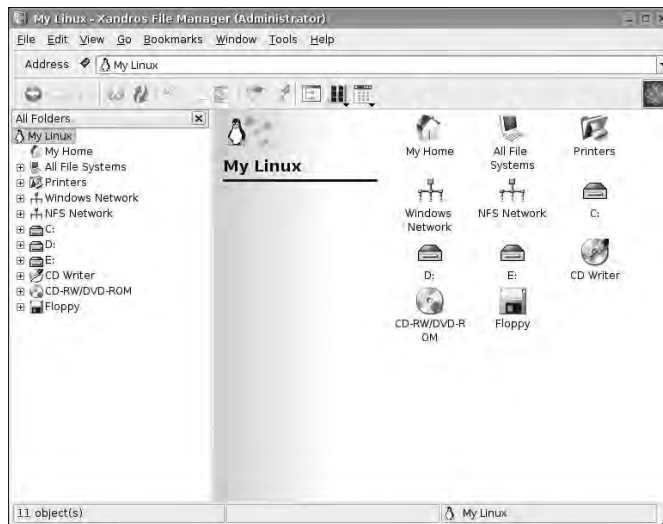 My Linux - Xandros File Manager (Administrator)
File Edit View Go Bookmarks Window Tools Help
Address My Linux
All Folders
My Linux
My Home
All File Systems
Printers
Windows Network
NFS Network
C:
D:
E:
CD Writer
CD-RW/DVD-ROM
Floppy
My Linux
My Home
All File
Systems
Printers
Windows
Network
NFS Network
C:
D:
E:
CD Writer
CD-RW/DVD-R
OM
Floppy
11 object(s)
My Linux